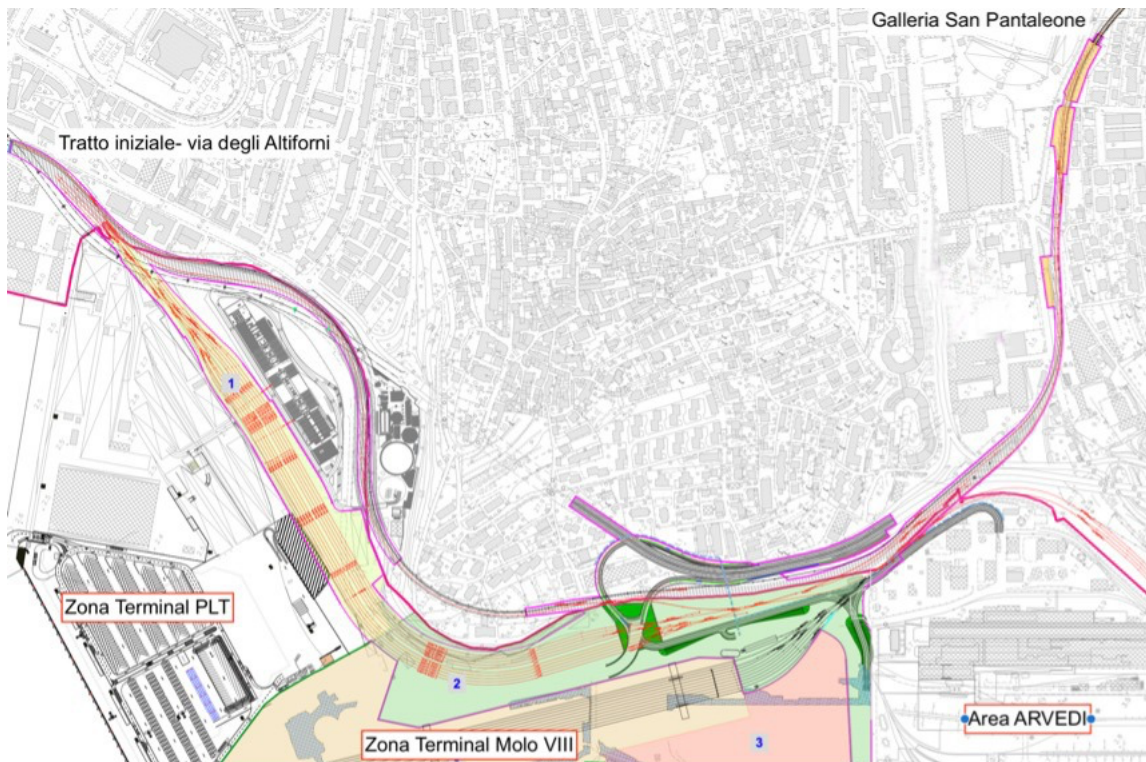 Galleria San Pantaleone
Tratto iniziale- via degli Altiforni
1
Zona Terminal PLT
2
Zona Terminal Molo VIII
3
Area ARVEDI